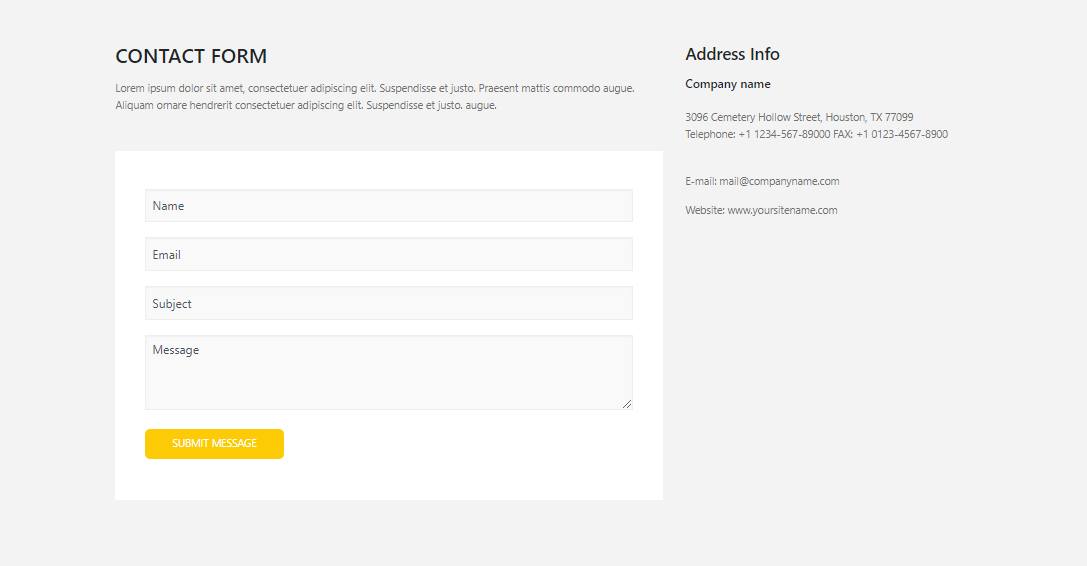 CONTACT FORM
Lorem ipsum dolor sit amet, consectetuer adipiscing elit. Suspendisse et justo. Praesent mattis commodo augue.
Aliquam ornare hendrerit consectetuer adipiscing elit. Suspendisse et justo. augue.
Name
Email
Subject
Message
SUBMIT MESSAGE
Address Info
Company name
3096 Cemetery Hollow Street, Houston, TX 77099
Telephone: +1 1234-567-89000 FAX: +1 0123-4567-8900
E-mail: mail@companyname.com
Website: www.yoursitename.com